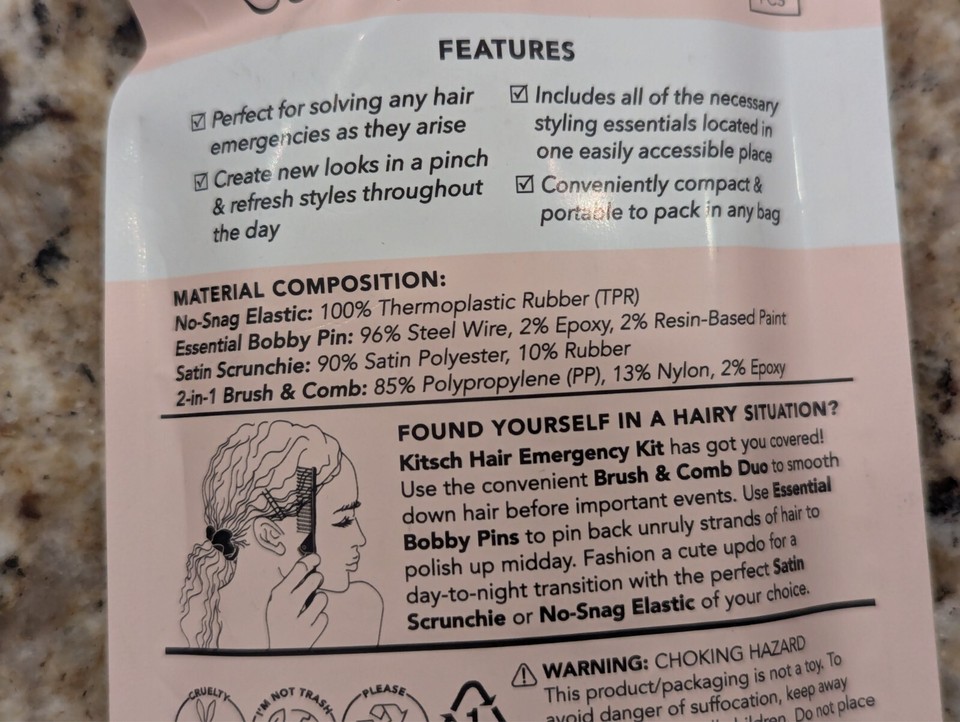 FEATURES
☑ Perfect for solving any hair
emergencies as they arise
☑ Create new looks in a pinch
& refresh styles throughout
the day
☑ Includes all of the necessary
styling essentials located in
one easily accessible place
☑ Conveniently compact &
portable to pack in any bag
MATERIAL COMPOSITION:
No-Snag Elastic: 100% Thermoplastic Rubber (TPR)
Essential Bobby Pin: 96% Steel Wire, 2% Epoxy, 2% Resin-Based Paint
Satin Scrunchie: 90% Satin Polyester, 10% Rubber
2-in-1 Brush & Comb: 85% Polypropylene (PP), 13% Nylon, 2% Epoxy
FOUND YOURSELF IN A HAIRY SITUATION?
Kitsch Hair Emergency Kit has got you covered!
Use the convenient Brush & Comb Duo to smooth
down hair before important events. Use Essential
Bobby Pins to pin back unruly strands of hair to
polish up midday. Fashion a cute updo for a
day-to-night transition with the perfect Satin
Scrunchie or No-Snag Elastic of your choice.
CRUELTY
I'M NOT TRASH
PLEASE
1
WARNING: CHOKING HAZARD
This product/packaging is not a toy. To
avoid danger of suffocation, keep away
Do not place